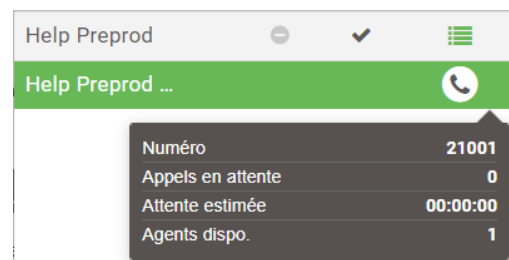 Help Preprod
Help Preprod ...
Numéro 21001
Appels en attente 0
Attente estimée 00:00:00
Agents dispo. 1